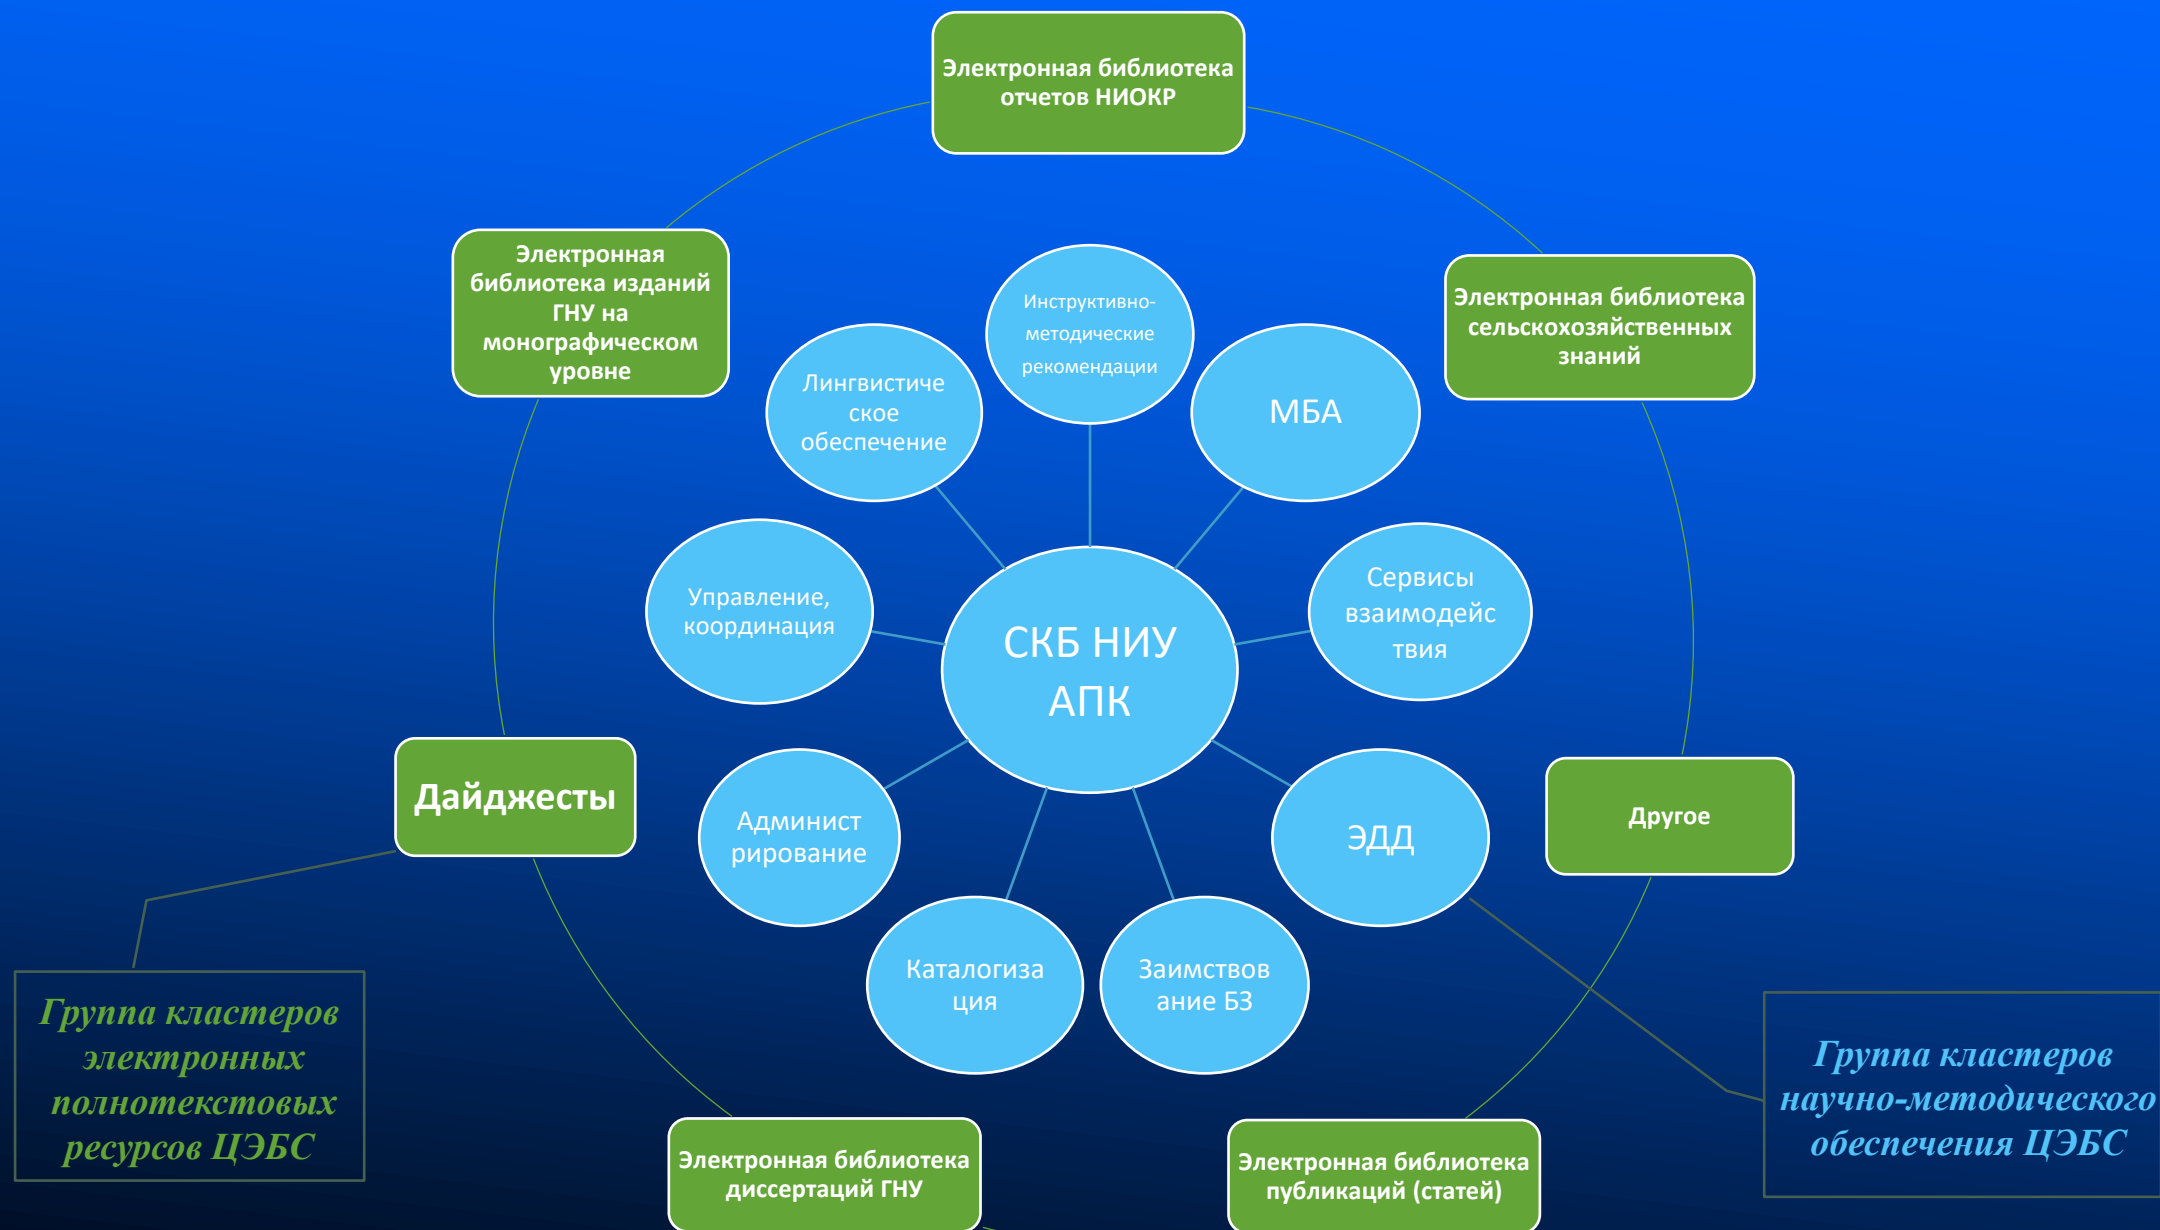 Электронная библиотека
отчетов НИОКР
Электронная
библиотека изданий
ГНУ на
монографическом
уровне
Электронная библиотека
сельскохозяйственных
знаний
Инструктивно-
методические
рекомендации
Лингвистиче
ское
обеспечение
МБА
Управление,
координация
Сервисы
взаимодейс
твия
СКБ НИУ
АПК
Дайджесты
Админист
рирование
ЭДД
Другое
Каталогиза
ция
Заимствов
ание БЗ
Группа кластеров
электронных
полнотекстовых
ресурсов ЦЭБС
Группа кластеров
научно-методического
обеспечения ЦЭБС
Электронная библиотека
диссертаций ГНУ
Электронная библиотека
публикаций (статей)